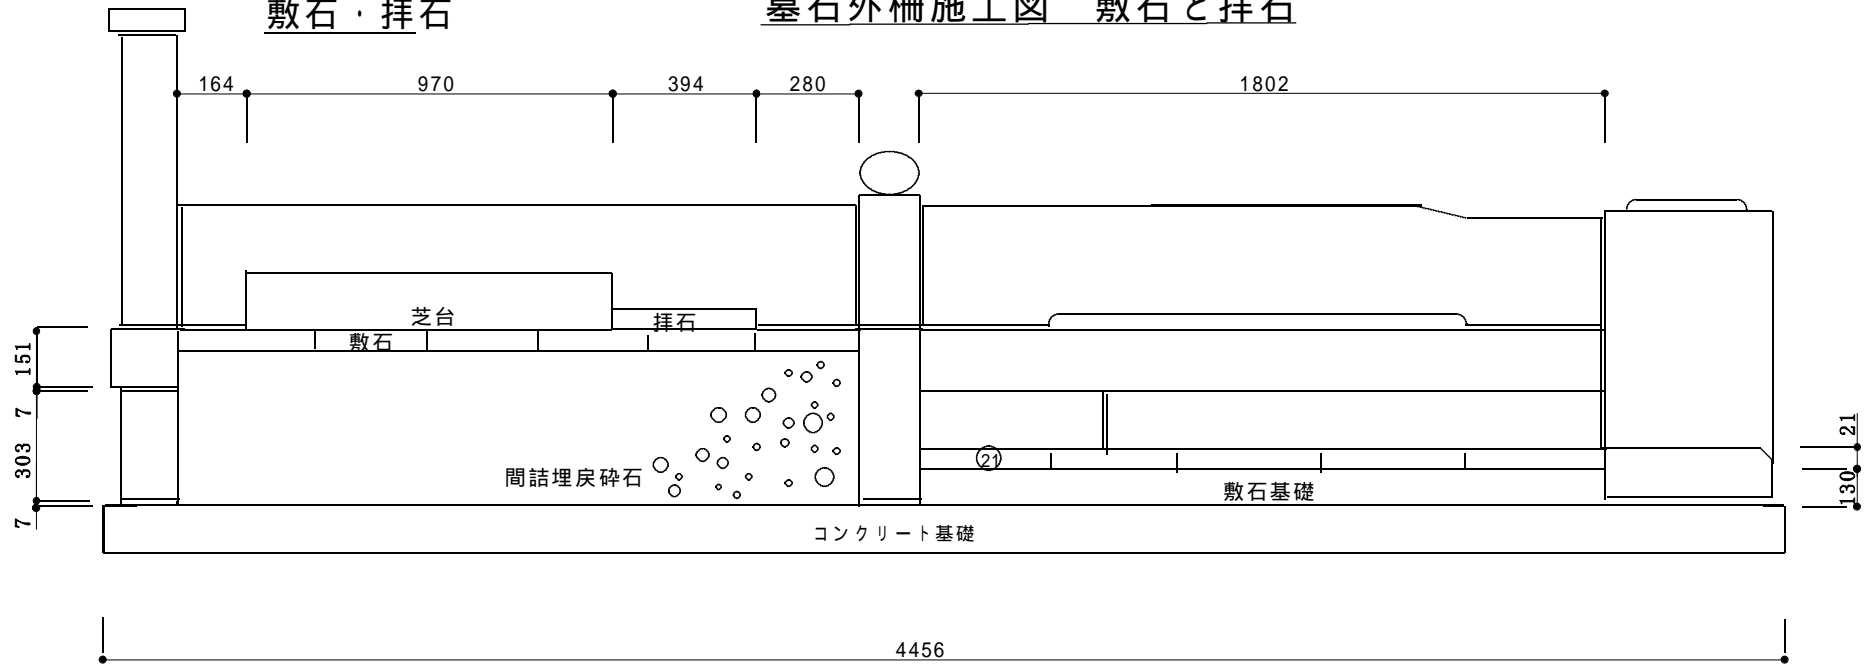 敷石・拝石
墓石外柵施工図　敷石と拝石
164 970 394 280 1802
芝台
拝石
敷石
151
7
303
7
21
間詰埋戻砕石
敷石基礎
21
130
コンクリート基礎
4456